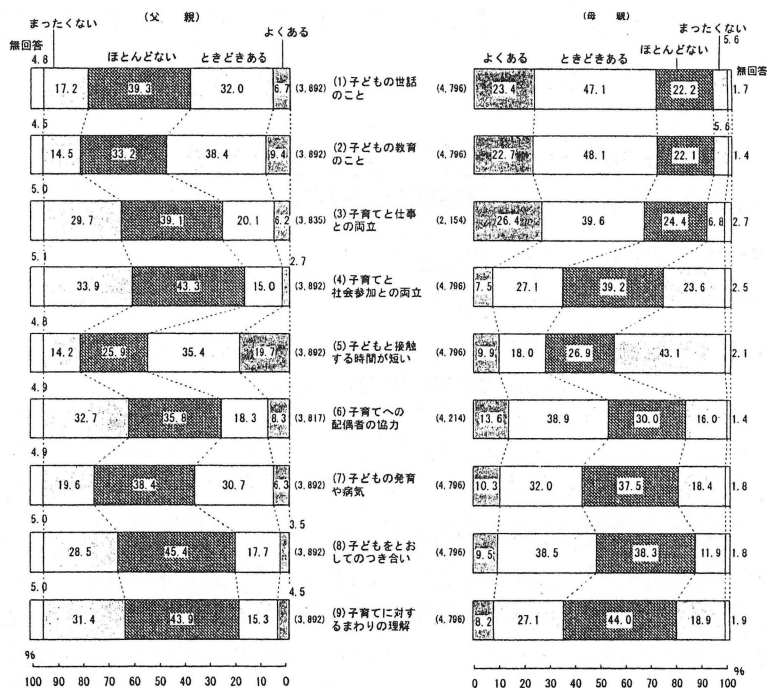 (父 親)
まったくない
よくある
無回答
ほとんどない
ときどきある
4.8
17.2 39.3 32.0 6.7 (3,892)
4.5
14.5 33.2 38.4 9.4 (3,892)
5.0
29.7 39.1 20.1 6.2 (3,835)
5.1
2.7
33.9 43.3 15.0 (3,892)
4.8
14.2 25.9 35.4 19.7 (3,892)
4.9
32.7 35.8 18.3 8.3 (3,817)
4.9
19.6 38.4 30.7 6.3 (3,892)
5.0
3.5
28.5 45.4 17.7 (3,892)
5.0
4.5
31.4 43.9 15.3 (3,892)
%
100 90 80 70 60 50 40 30 20 10 0
(1)子どもの世話
のこと
(2)子どもの教育
のこと
(3)子育てと仕事
との両立
(4)子育てと
社会参加との両立
(5)子どもと接触
する時間が短い
(6)子育てへの
配偶者の協力
(7)子どもの発育
や病気
(8)子どもをとお
してのつき合い
(9)子育てに対す
るまわりの理解
(母 親)
まったくない
よくある
ときどきある
ほとんどない
5.6
無回答
(4,796) 23.4 47.1 22.2 1.7
5.6
(4,796) 22.7 48.1 22.1 1.4
(2,154) 26.4 39.6 24.4 6.8 2.7
(4,796) 7.5 27.1 39.2 23.6 2.5
(4,796) 9.9 18.0 26.9 43.1 2.1
(4,214) 13.6 38.9 30.0 16.0 1.4
(4,796) 10.3 32.0 37.5 18.4 1.8
(4,796) 9.5 38.5 38.3 11.9 1.8
(4,796) 8.2 27.1 44.0 18.9 1.9
%
0 10 20 30 40 50 60 70 80 90 100